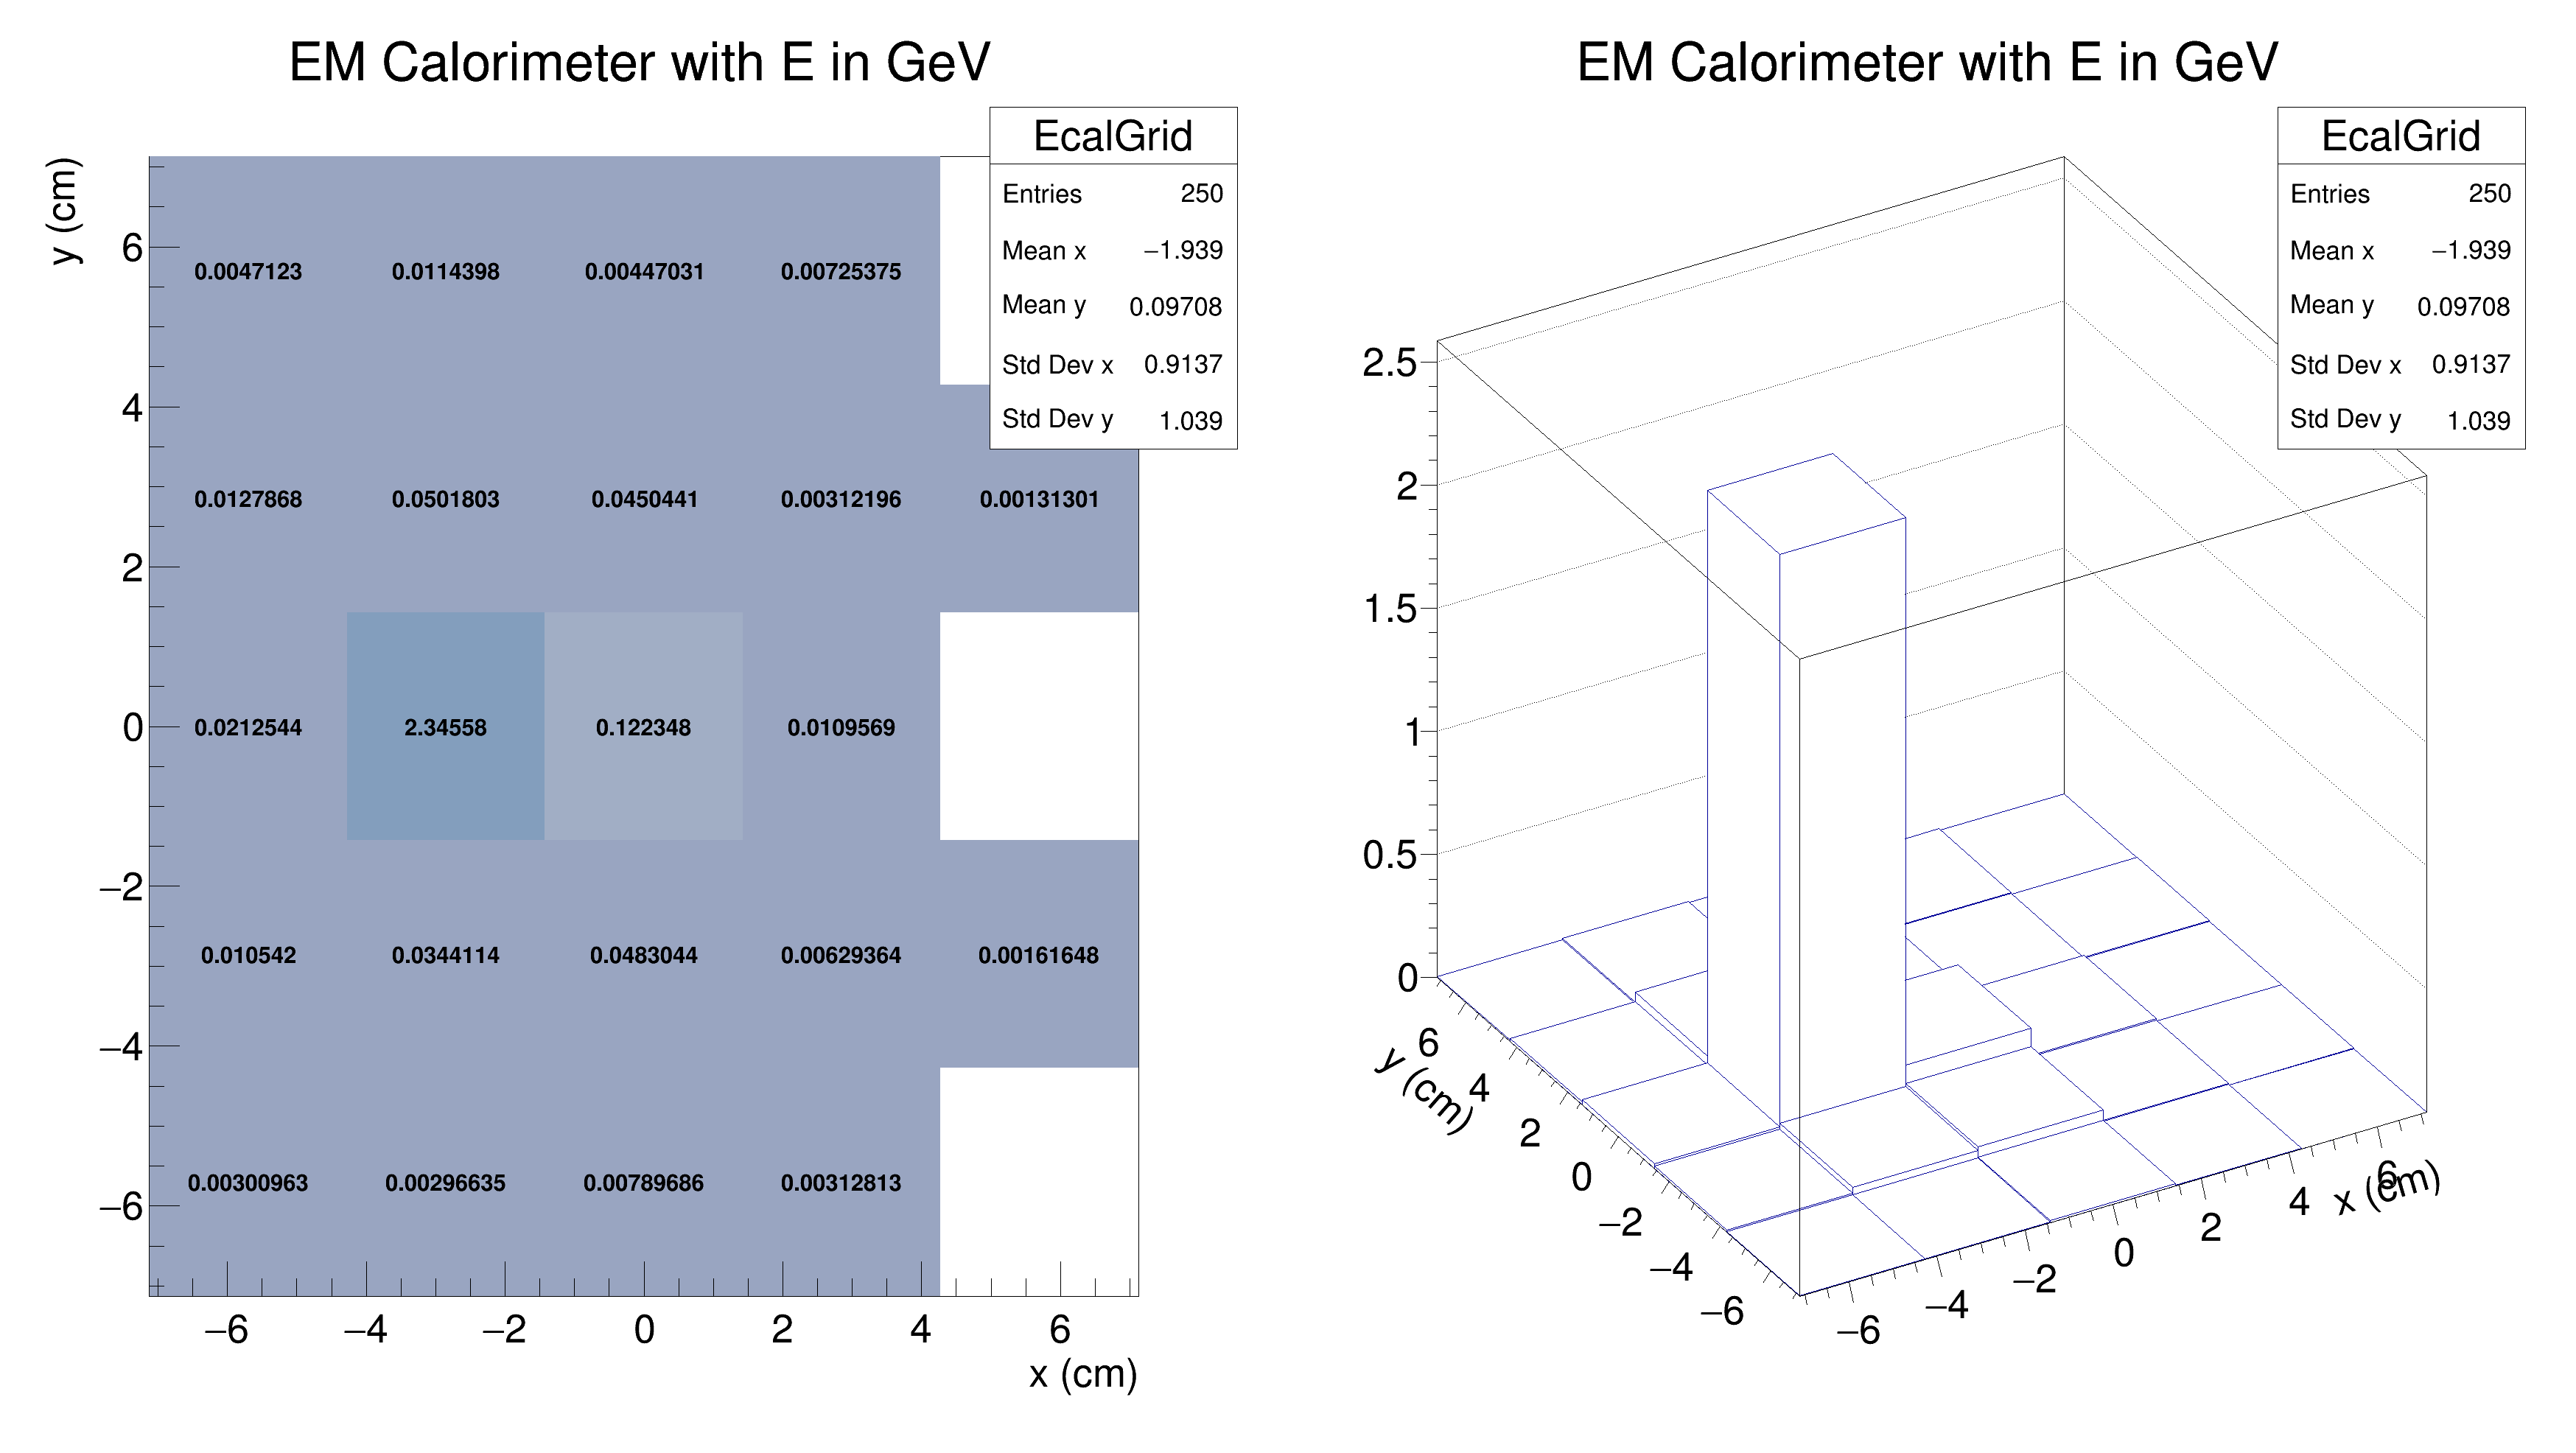 EM Calorimeter with E in GeV
EcalGrid
Entries 250
Mean x −1.939
Mean y 0.09708
Std Dev x 0.9137
Std Dev y 1.039
y (cm)
6
4
2
0
−2
−4
−6
0.0047123 0.0114398 0.00447031 0.00725375
0.0127868 0.0501803 0.0450441 0.00312196 0.00131301
0.0212544 2.34558 0.122348 0.0109569
0.010542 0.0344114 0.0483044 0.00629364 0.00161648
0.00300963 0.00296635 0.00789686 0.00312813
−6 −4 −2 0 2 4 6
x (cm)
EM Calorimeter with E in GeV
EcalGrid
Entries 250
Mean x −1.939
Mean y 0.09708
Std Dev x 0.9137
Std Dev y 1.039
2.5
2
1.5
1
0.5
0
y (cm)
6
4
2
0
−2
−4
−6
−6 −4 −2 0 2 4 6
x (cm)